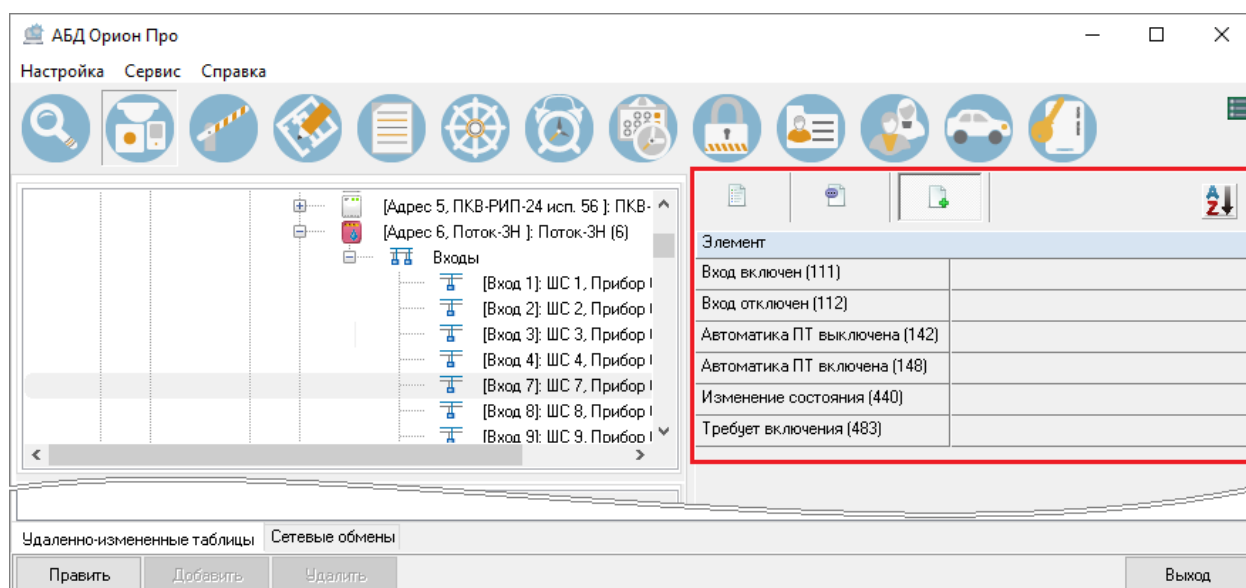 АБД Орион Про
Настройка Сервис Справка
[Адрес 5, ПКВ-РИП-24 исп. 56 ]: ПКВ-
[Адрес 6, Поток-3Н ]: Поток-3Н (6)
Входы
[Вход 1]: ШС 1, Прибор
[Вход 2]: ШС 2, Прибор
[Вход 3]: ШС 3, Прибор
[Вход 4]: ШС 4, Прибор
[Вход 7]: ШС 7, Прибор
[Вход 8]: ШС 8, Прибор
[Вход 9]: ШС 9, Прибор
Элемент
Вход включен (111)
Вход отключен (112)
Автоматика ПТ выключена (142)
Автоматика ПТ включена (148)
Изменение состояния (440)
Требует включения (483)
Удаленно-измененные таблицы Сетевые обмены
Править Добавить Удалить Выход